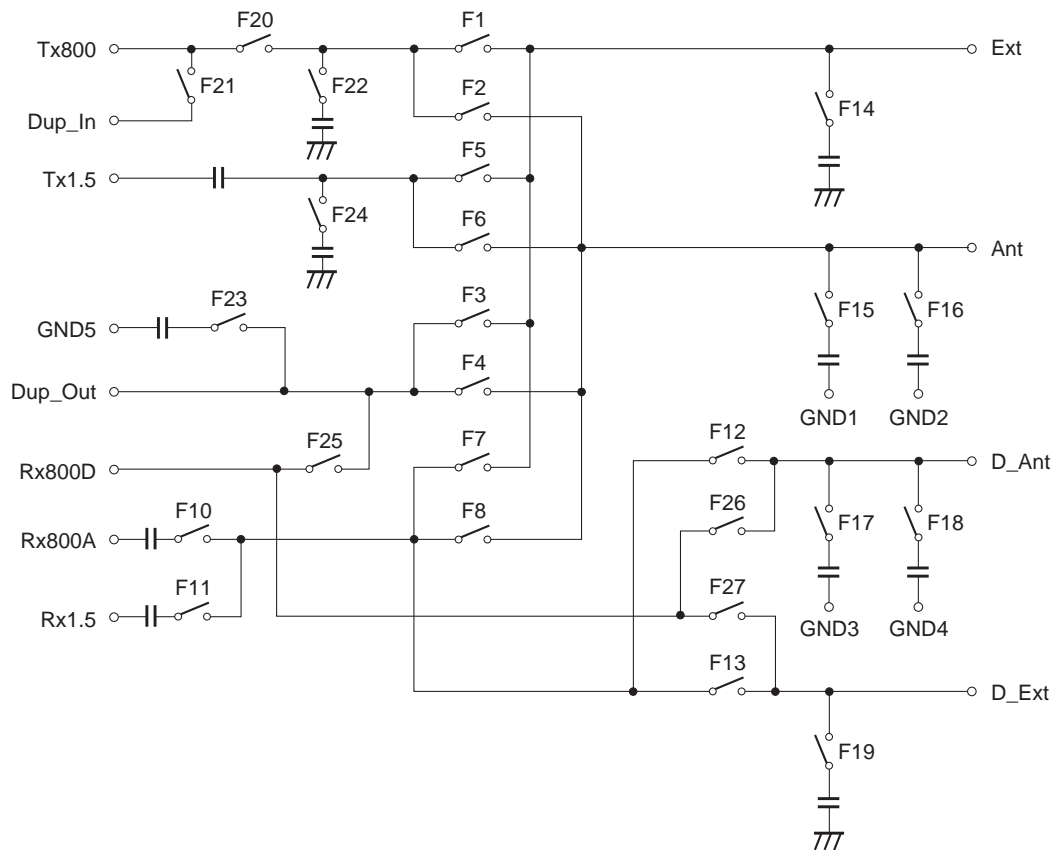 F20
F1
Tx800
Ext
F21
F22
F2
F14
Dup_In
F5
Tx1.5
F24
F6
Ant
F23
F3
F15
F16
GND5
F4
Dup_Out
GND1
GND2
F25
F7
F12
Rx800D
D_Ant
F10
F8
F26
F17
F18
Rx800A
F11
F27
Rx1.5
GND3
GND4
F13
D_Ext
F19